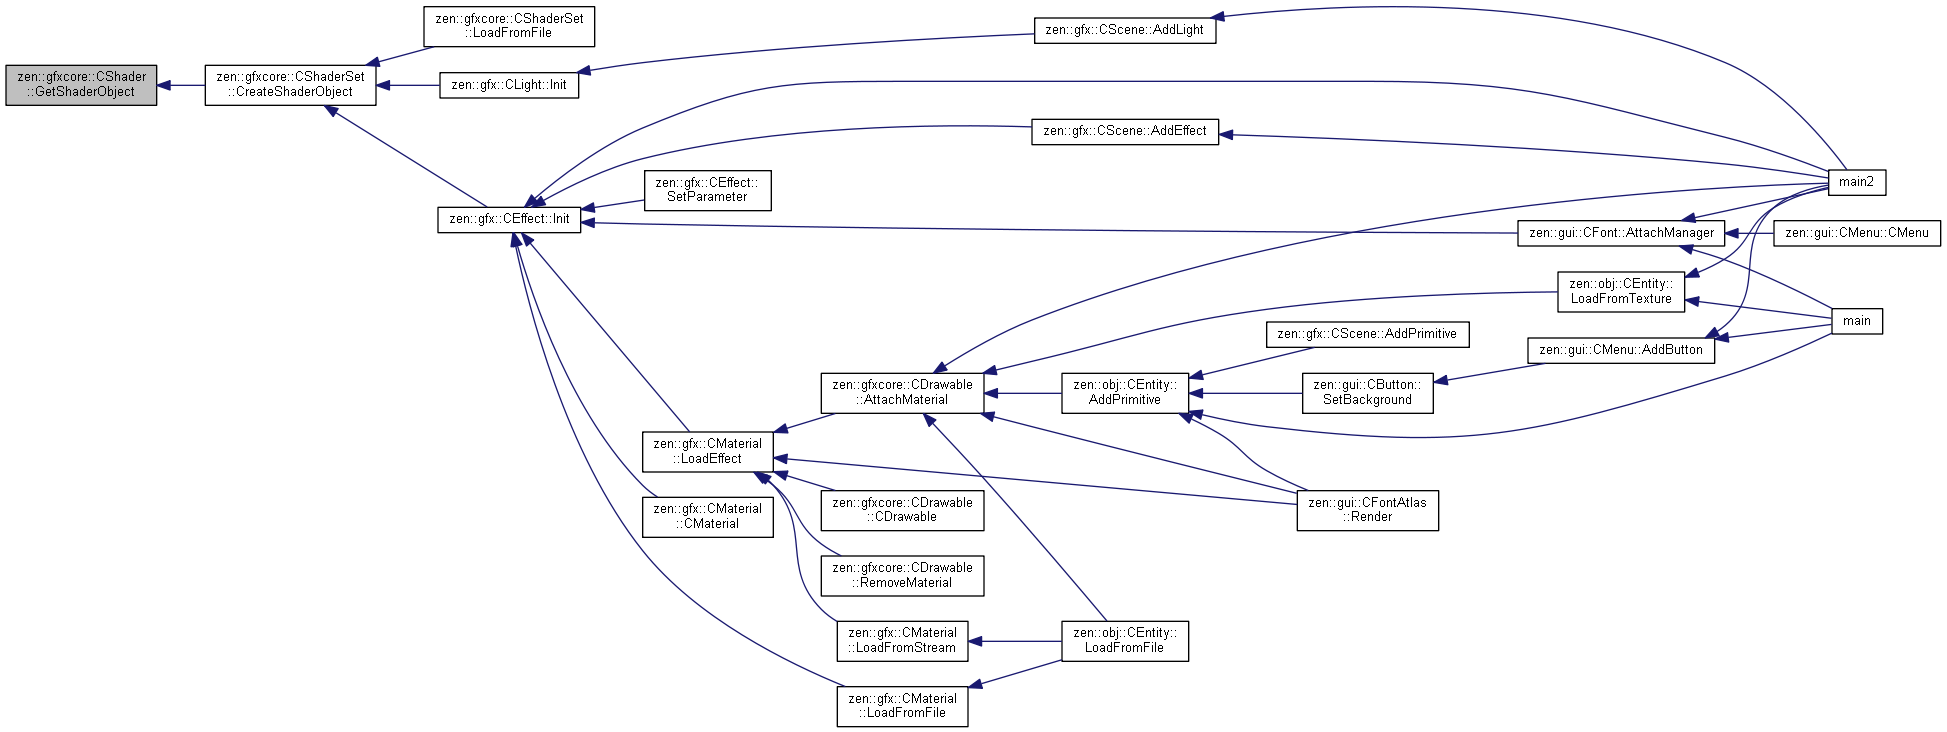 zen::gfxcore::CShader
::GetShaderObject
zen::gfxcore::CShaderSet
::CreateShaderObject
zen::gfxcore::CShaderSet
::LoadFromFile
zen::gfx::CLight::Init
zen::gfx::CEffect::Init
zen::gfx::CScene::AddLight
zen::gfx::CScene::AddEffect
zen::gfx::CEffect::
SetParameter
main2
zen::gui::CFont::AttachManager
zen::gui::CMenu::CMenu
zen::obj::CEntity::
LoadFromTexture
main
zen::gfx::CScene::AddPrimitive
zen::gui::CMenu::AddButton
zen::gfxcore::CDrawable
::AttachMaterial
zen::obj::CEntity::
AddPrimitive
zen::gui::CButton::
SetBackground
zen::gfx::CMaterial
::LoadEffect
zen::gfx::CMaterial
::CMaterial
zen::gfxcore::CDrawable
::CDrawable
zen::gui::CFontAtlas
::Render
zen::gfxcore::CDrawable
::RemoveMaterial
zen::gfx::CMaterial
::LoadFromStream
zen::obj::CEntity::
LoadFromFile
zen::gfx::CMaterial
::LoadFromFile